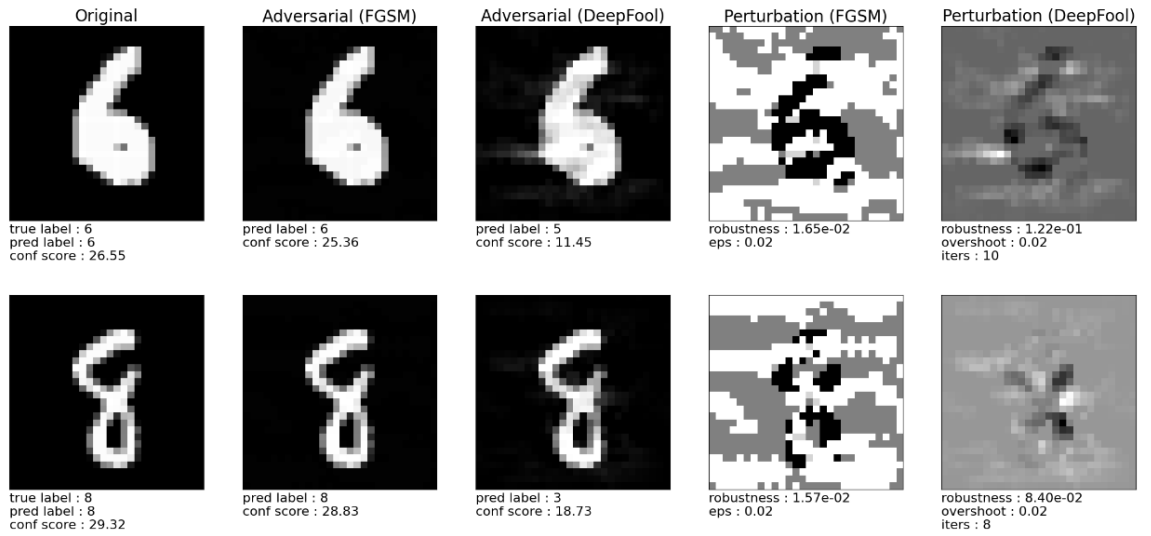 Original
Adversarial (FGSM)
Adversarial (DeepFool)
Perturbation (FGSM)
Perturbation (DeepFool)
true label : 6
pred label : 6
conf score : 26.55
pred label : 6
conf score : 25.36
pred label : 5
conf score : 11.45
robustness : 1.65e-02
eps : 0.02
robustness : 1.22e-01
overshoot : 0.02
iters : 10
true label : 8
pred label : 8
conf score : 29.32
pred label : 8
conf score : 28.83
pred label : 3
conf score : 18.73
robustness : 1.57e-02
eps : 0.02
robustness : 8.40e-02
overshoot : 0.02
iters : 8